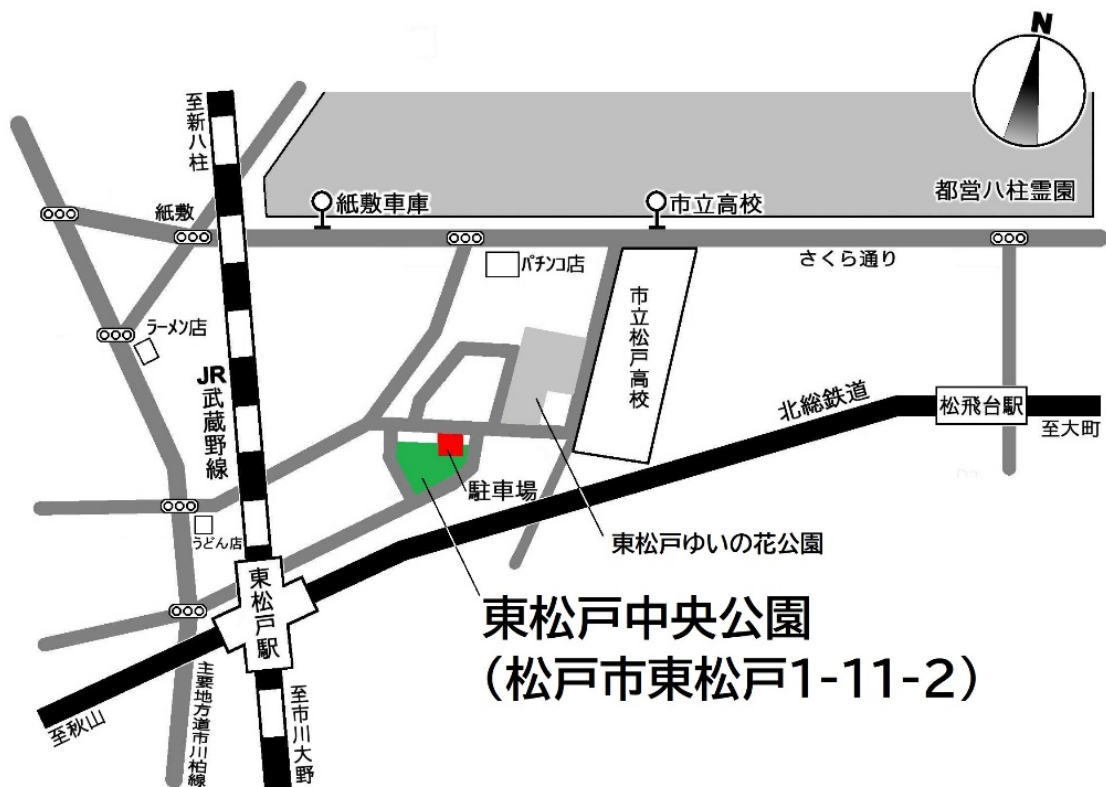 N
至新八柱
都営八柱霊園
紙敷
紙敷車庫
市立高校
さくら通り
パチンコ店
市立松戸高校
ラーメン店
JR武蔵野線
北総鉄道
松飛台駅
至大町
駐車場
うどん店
東松戸ゆいの花公園
東松戸駅
東松戸中央公園
(松戸市東松戸1-11-2)
主要地方道市川柏線
至市川大野
至秋山